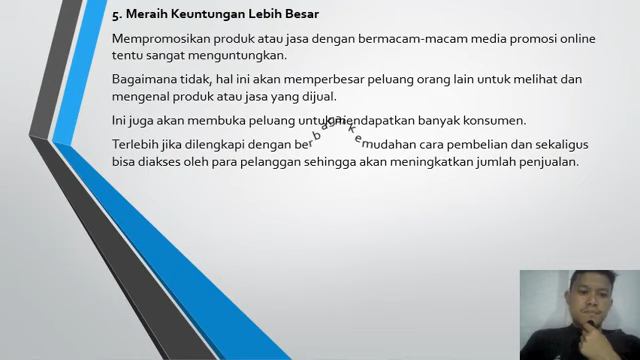 5. Meraih Keuntungan Lebih Besar
Mempromosikan produk atau jasa dengan bermacam-macam media promosi online
tentu sangat menguntungkan.
Bagaimana tidak, hal ini akan memperbesar peluang orang lain untuk melihat dan
mengenal produk atau jasa yang dijual.
Ini juga akan membuka peluang untuk mendapatkan banyak konsumen.
Terlebih jika dilengkapi dengan berbagai kemudahan cara pembelian dan sekaligus
bisa diakses oleh para pelanggan sehingga akan meningkatkan jumlah penjualan.